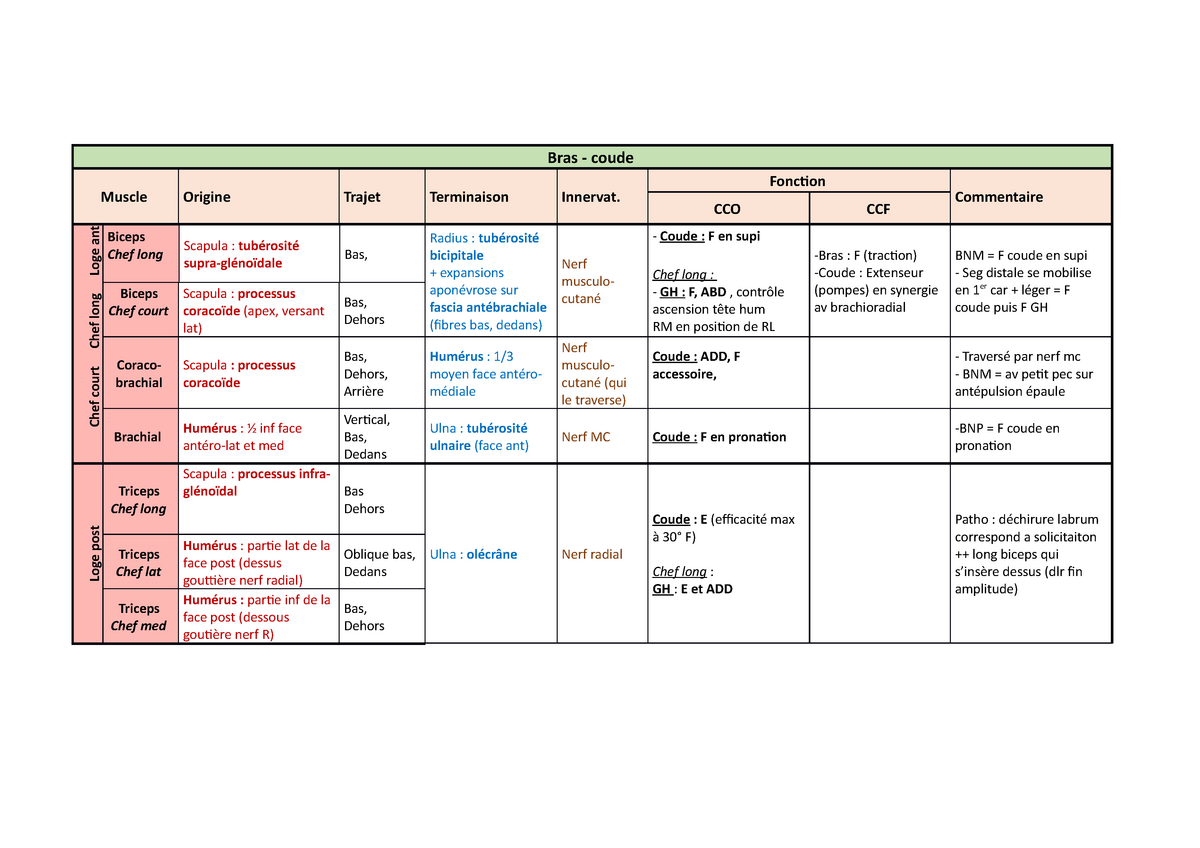 Bras - coude
Muscle
Origine
Trajet
Terminaison
Innervat.
Fonction
CCO
CCF
Commentaire
Chef court Chef long Loge ant
Biceps
Chef long
Scapula : tubérosité
supra-glénoïdale
Bas,
Radius : tubérosité
bicipitale
+ expansions
aponévrose sur
fascia antébrachiale
(fibres bas, dedans)
Nerf
musculo-
cutané
- Coude : F en supi
Chef long :
- GH : F, ABD , contrôle
ascension tête hum
RM en position de RL
-Bras : F (traction)
-Coude : Extenseur
(pompes) en synergie
av brachioradial
BNM = F coude en supi
- Seg distale se mobilise
en 1er car + léger = F
coude puis F GH
Biceps
Chef court
Scapula : processus
coracoïde (apex, versant
lat)
Bas,
Dehors
Coraco-
brachial
Scapula : processus
coracoïde
Bas,
Dehors,
Arrière
Humérus : 1/3
moyen face antéro-
médiale
Nerf
musculo-
cutané (qui
le traverse)
Coude : ADD, F
accessoire,
- Traversé par nerf mc
- BNM = av petit pec sur
antépulsion épaule
Brachial
Humérus : ½ inf face
antéro-lat et med
Vertical,
Bas,
Dedans
Ulna : tubérosité
ulnaire (face ant)
Nerf MC
Coude : F en pronation
-BNP = F coude en
pronation
Loge post
Triceps
Chef long
Scapula : processus infra-
glénoïdal
Bas
Dehors
Ulna : olécrâne
Nerf radial
Coude : E (efficacité max
à 30° F)
Chef long :
GH : E et ADD
Patho : déchirure labrum
correspond a solicitaiton
++ long biceps qui
s’insère dessus (dlr fin
amplitude)
Triceps
Chef lat
Humérus : partie lat de la
face post (dessus
gouttière nerf radial)
Oblique bas,
Dedans
Triceps
Chef med
Humérus : partie inf de la
face post (dessous
goutière nerf R)
Bas,
Dehors